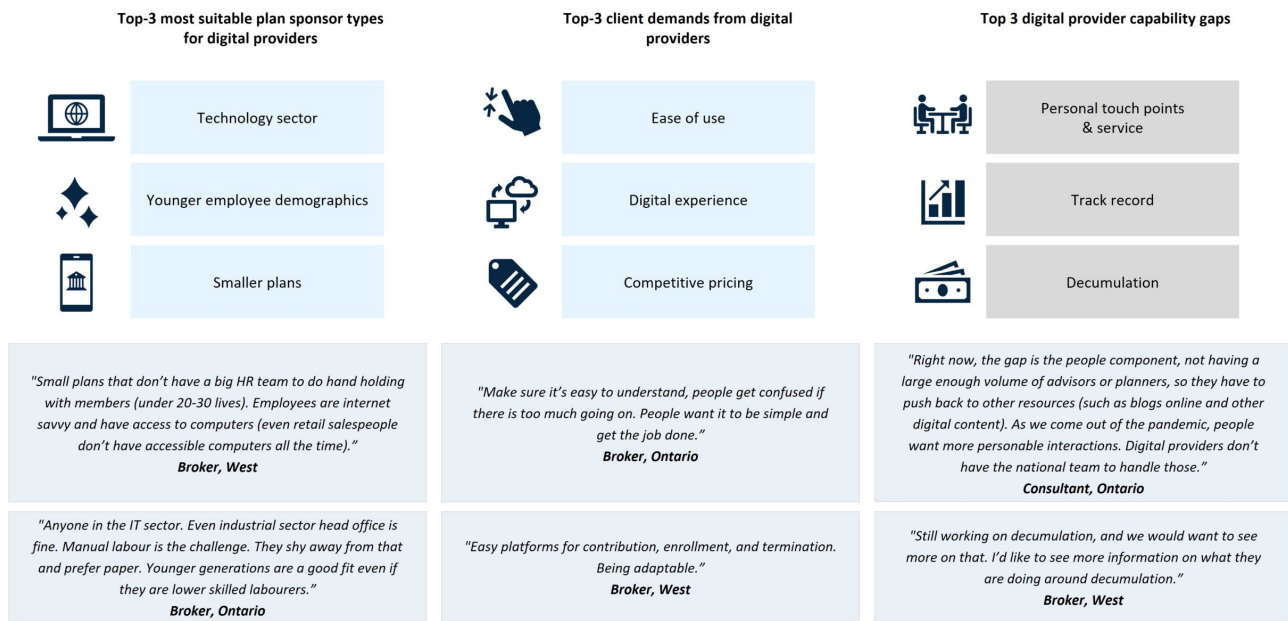 Top-3 most suitable plan sponsor types
for digital providers
Technology sector
Younger employee demographics
Smaller plans
"Small plans that don’t have a big HR team to do hand holding
with members (under 20-30 lives). Employees are internet
savvy and have access to computers (even retail salespeople
don’t have accessible computers all the time).”
Broker, West
"Anyone in the IT sector. Even industrial sector head office is
fine. Manual labour is the challenge. They shy away from that
and prefer paper. Younger generations are a good fit even if
they are lower skilled labourers.”
Broker, Ontario
Top-3 client demands from digital
providers
Ease of use
Digital experience
Competitive pricing
"Make sure it’s easy to understand, people get confused if
there is too much going on. People want it to be simple and
get the job done.”
Broker, Ontario
"Easy platforms for contribution, enrollment, and termination.
Being adaptable.”
Broker, West
Top 3 digital provider capability gaps
Personal touch points
& service
Track record
Decumulation
"Right now, the gap is the people component, not having a
large enough volume of advisors or planners, so they have to
push back to other resources (such as blogs online and other
digital content). As we come out of the pandemic, people
want more personable interactions. Digital providers don’t
have the national team to handle those.”
Consultant, Ontario
"Still working on decumulation, and we would want to see
more on that. I’d like to see more information on what they
are doing around decumulation.”
Broker, West